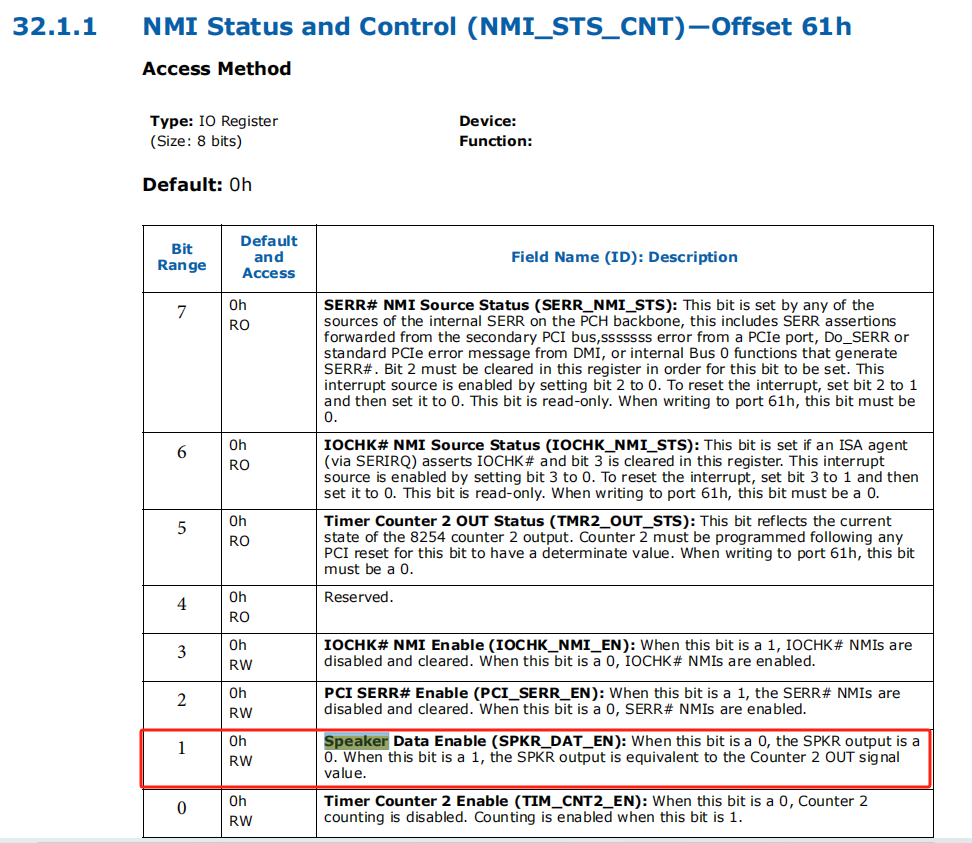 32.1.1 NMI Status and Control (NMI_STS_CNT)—Offset 61h
Access Method
Type: IO Register
(Size: 8 bits)
Device:
Function:
Default: 0h
Bit
Range
Default
and
Access
Field Name (ID): Description
7
0h
RO
SERR# NMI Source Status (SERR_NMI_STS): This bit is set by any of the
sources of the internal SERR on the PCH backbone, this includes SERR assertions
forwarded from the secondary PCI bus,sssssss error from a PCIe port, Do_SERR or
standard PCIe error message from DMI, or internal Bus 0 functions that generate
SERR#. Bit 2 must be cleared in this register in order for this bit to be set. This
interrupt source is enabled by setting bit 2 to 0. To reset the interrupt, set bit 2 to 1
and then set it to 0. This bit is read-only. When writing to port 61h, this bit must be
0.
6
0h
RO
IOCHK# NMI Source Status (IOCHK_NMI_STS): This bit is set if an ISA agent
(via SERIRQ) asserts IOCHK# and bit 3 is cleared in this register. This interrupt
source is enabled by setting bit 3 to 0. To reset the interrupt, set bit 3 to 1 and then
set it to 0. This bit is read-only. When writing to port 61h, this bit must be a 0.
5
0h
RO
Timer Counter 2 OUT Status (TMR2_OUT_STS): This bit reflects the current
state of the 8254 counter 2 output. Counter 2 must be programmed following any
PCI reset for this bit to have a determinate value. When writing to port 61h, this bit
must be a 0.
4
0h
RO
Reserved.
3
0h
RW
IOCHK# NMI Enable (IOCHK_NMI_EN): When this bit is a 1, IOCHK# NMIs are
disabled and cleared. When this bit is a 0, IOCHK# NMIs are enabled.
2
0h
RW
PCI SERR# Enable (PCI_SERR_EN): When this bit is a 1, the SERR# NMIs are
disabled and cleared. When this bit is a 0, SERR# NMIs are enabled.
1
0h
RW
Speaker Data Enable (SPKR_DAT_EN): When this bit is a 0, the SPKR output is a
0. When this bit is a 1, the SPKR output is equivalent to the Counter 2 OUT signal
value.
0
0h
RW
Timer Counter 2 Enable (TIM_CNT2_EN): When this bit is a 0, Counter 2
counting is disabled. Counting is enabled when this bit is 1.